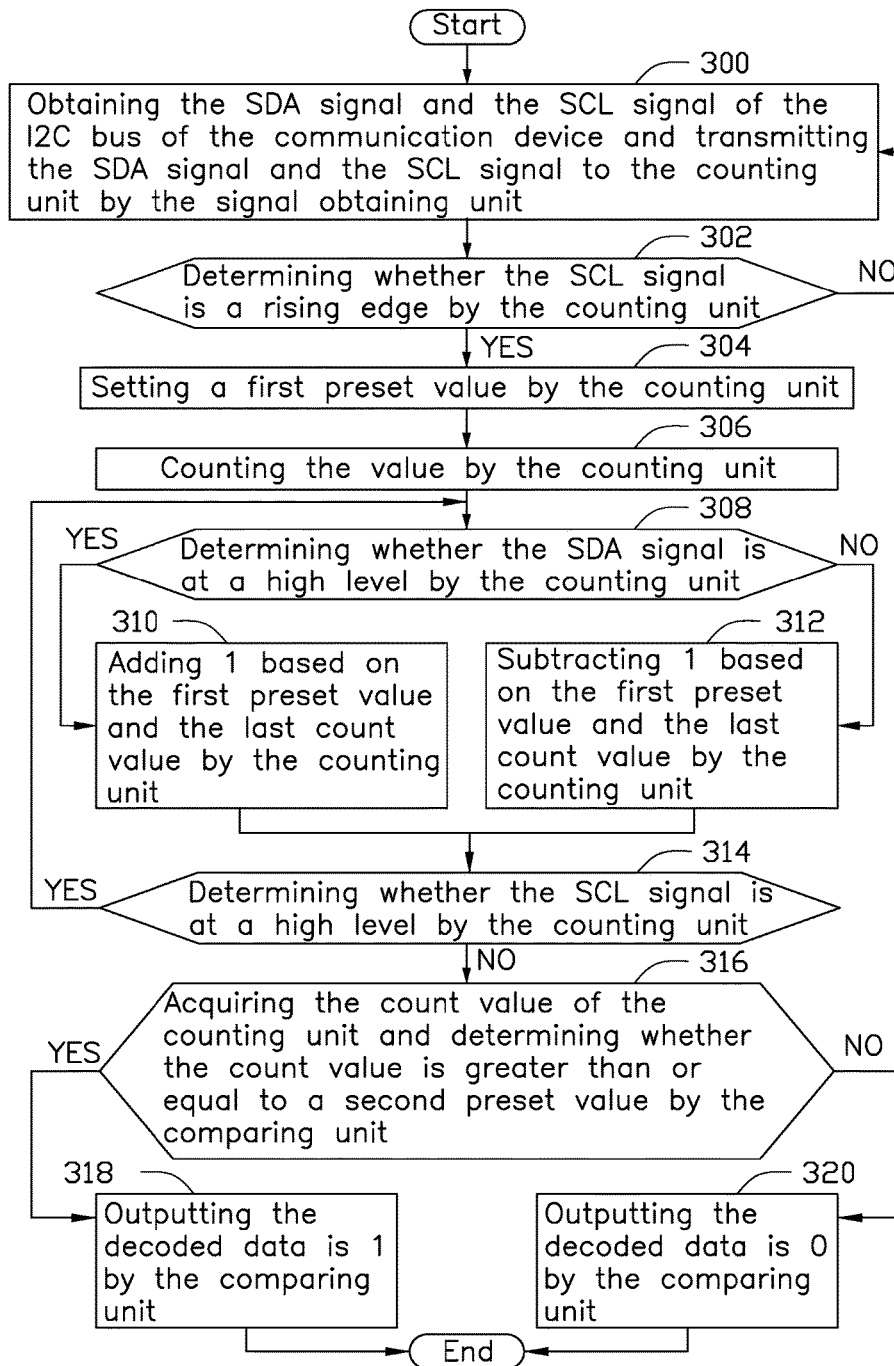 Start
300
Obtaining the SDA signal and the SCL signal of the
I2C bus of the communication device and transmitting
the SDA signal and the SCL signal to the counting
unit by the signal obtaining unit
302
Determining whether the SCL signal
is a rising edge by the counting unit
NO
YES
304
Setting a first preset value by the counting unit
306
Counting the value by the counting unit
308
YES
Determining whether the SDA signal is
at a high level by the counting unit
NO
310
Adding 1 based on
the first preset value
and the last count
value by the counting
unit
312
Subtracting 1 based
on the first preset
value and the last
count value by the
counting unit
314
YES
Determining whether the SCL signal is
at a high level by the counting unit
NO
316
YES
Acquiring the count value of the
counting unit and determining whether
the count value is greater than or
equal to a second preset value by the
comparing unit
NO
318
Outputting the
decoded data is 1
by the comparing
unit
320
Outputting the
decoded data is 0
by the comparing
unit
End